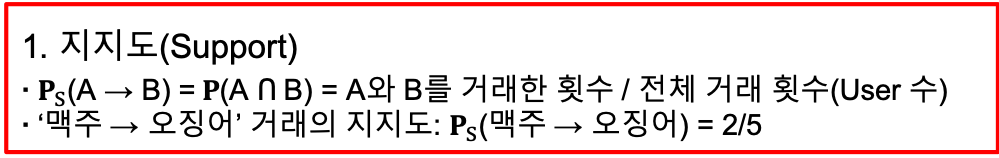 1. 지지도(Support)
· 𝐏S(A → B) = 𝐏(A ∩ B) = A와 B를 거래한 횟수 / 전체 거래 횟수(User 수)
· ‘맥주 → 오징어’ 거래의 지지도: 𝐏S(맥주 → 오징어) = 2/5